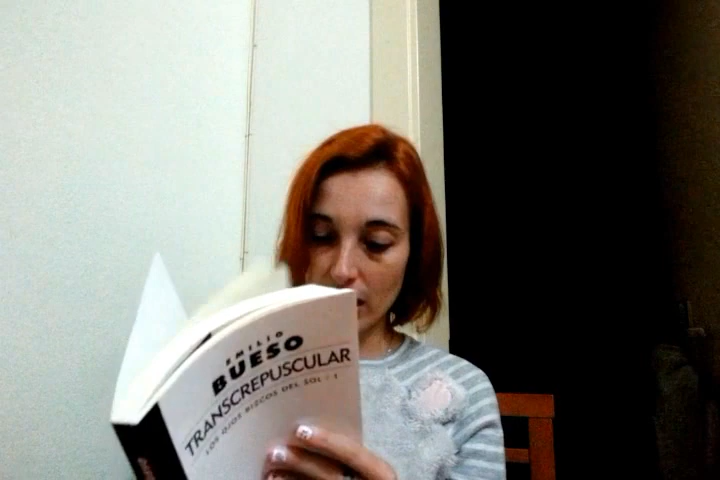 EMILIO
BUESO
TRANSCREPUSCULAR
LOS OJOS BIZCOS DEL SOL / 1